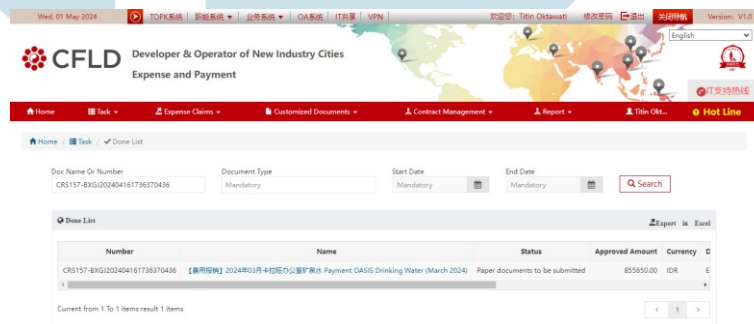 Wed, 01 May 2024 TOPK系统 职能系统 业务系统 OA系统 IT共享 VPN 欢迎您: Titin Oktawati 修改密码 退出 关闭导航 Version: V1.0
English
CFLD Developer & Operator of New Industry Cities
Expense and Payment
IT支持热线
Home Task Expense Claims Customized Documents Contract Management Report Titin Okt... Hot Line
Home / Task / Done List
Doc Name Or Number Document Type Start Date End Date
CRS157-BXGJ202404161736370436 Mandatory Mandatory Mandatory Search
Done List Export in Excel
Number Name Status Approved Amount Currency D
CRS157-BXGJ202404161736370436 【费用报销】2024年03月卡拉旺办公室矿泉水 Payment OASIS Drinking Water (March 2024) Paper documents to be submitted 855650.00 IDR E
Current from 1 To 1 items result 1 items < 1 >